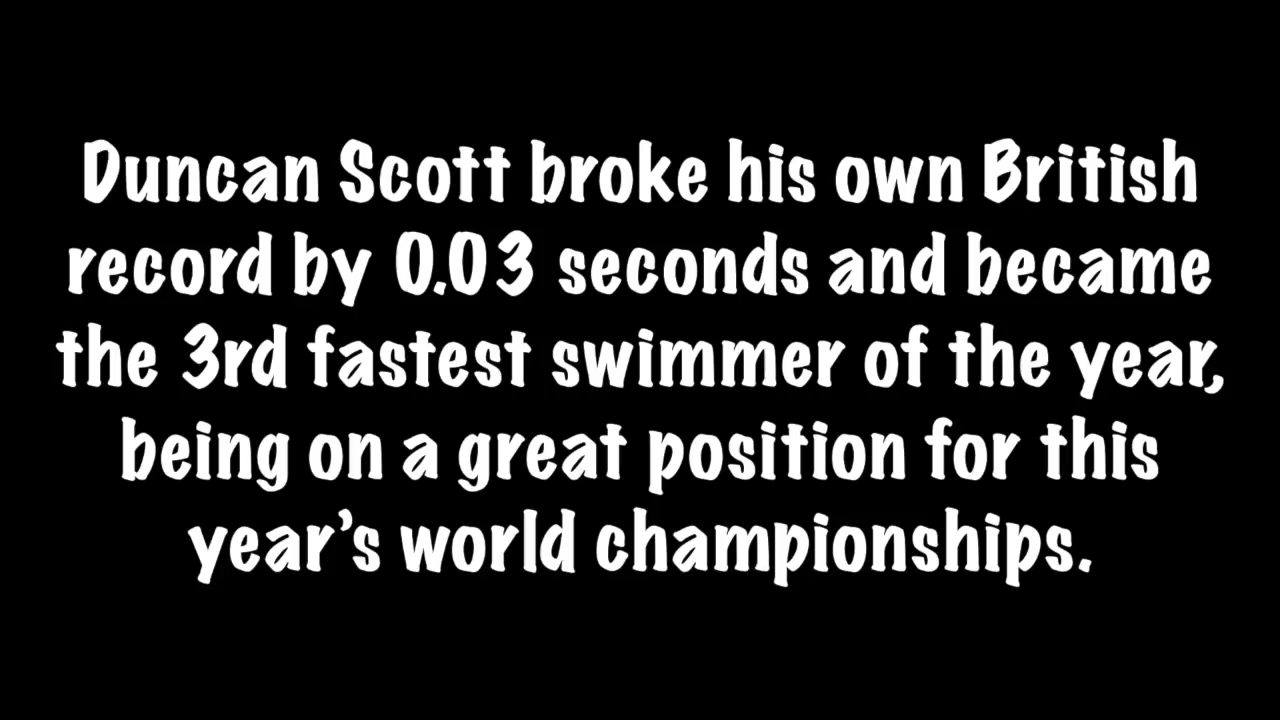 Duncan Scott broke his own British
record by 0.03 seconds and became
the 3rd fastest swimmer of the year,
being on a great position for this
year’s world championships.